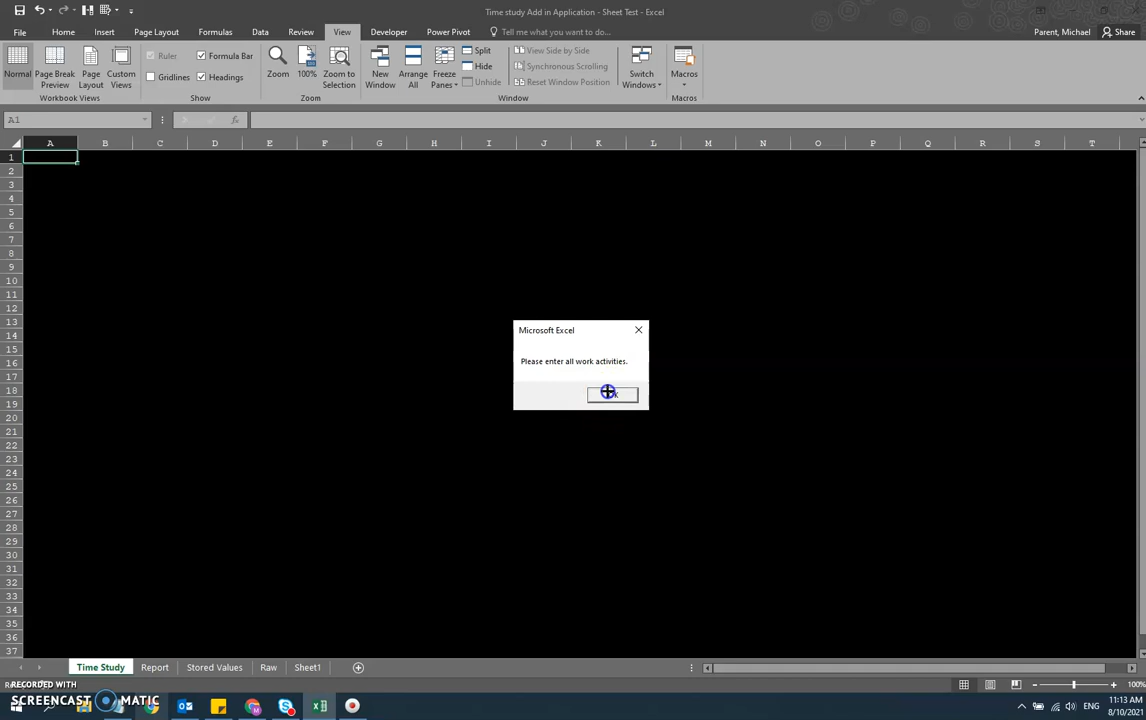 Time study Add in Application - Sheet Test - Excel
File Home Insert Page Layout Formulas Data Review View Developer Power Pivot Tell me what you want to do... Parent, Michael Share
Normal Page Break Preview Page Layout Custom Views
Ruler Formula Bar
Gridlines Headings
Zoom 100% Zoom to Selection
New Window Arrange All Freeze Panes
Split
Hide
Unhide
View Side by Side
Synchronous Scrolling
Reset Window Position
Switch Windows Macros
Workbook Views Show Zoom Window Macros
A1 fx
A B C D E F G H I J K L M N O P Q R S T
1
2
3
4
5
6
7
8
9
10
11
12
13
14
15
16
17
18
19
20
21
22
23
24
25
26
27
28
29
30
31
32
33
34
35
36
37
Microsoft Excel
Please enter all work activities.
Time Study Report Stored Values Raw Sheet1
100%
RECORDED WITH
SCREENCAST MATIC
ENG
11:13 AM
8/10/2021